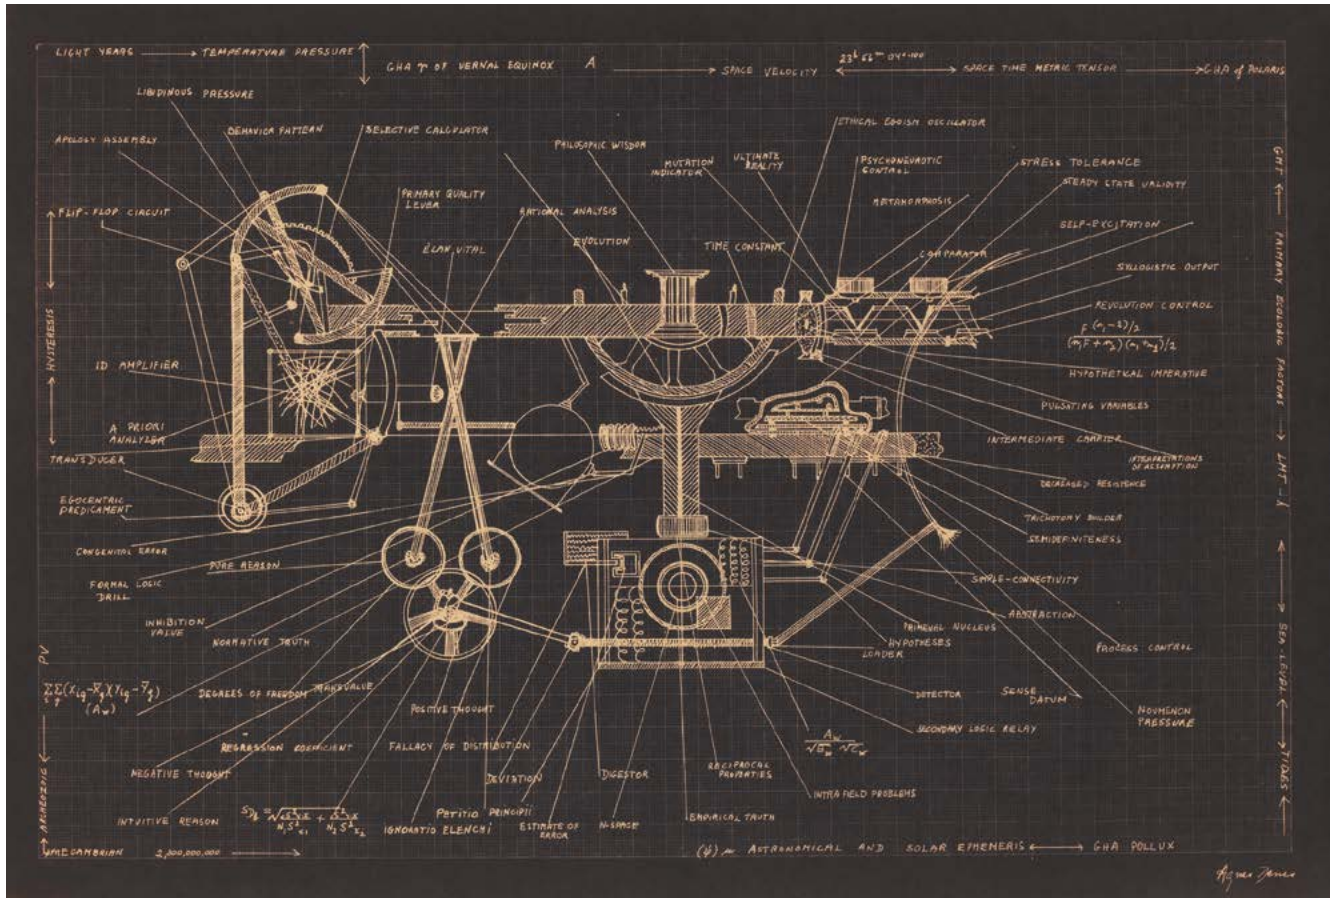 LIGHT YEARS
TEMPERATUR PRESSURE
GHA ♈ OF VERNAL EQUINOX
A
SPACE VELOCITY
SPACE TIME METRIC TENSOR
GHA of POLARIS
LIBIDINOUS PRESSURE
APOLOGY ASSEMBLY
BEHAVIOR PATTERN
SELECTIVE CALCULATOR
PHILOSOPHIC WISDOM
MUTATION
INDICATOR
ULTIMATE
REALITY
ETHICAL EGOISM OSCILLATOR
PSYCHONEUROTIC
CONTROL
STRESS TOLERANCE
STEADY STATE VALIDITY
METAMORPHOSIS
FLIP-FLOP CIRCUIT
PRIMARY QUALITY
LEVER
RATIONAL ANALYSIS
ÉLAN VITAL
EVOLUTION
TIME CONSTANT
COMPARATOR
SELF-EXCITATION
SYLLOGISTIC OUTPUT
REVOLUTION CONTROL
HYPOTHETICAL IMPERATIVE
PULSATING VARIABLES
INTERMEDIATE CARRIER
INTERPRETATIONS
OF ABSORPTION
DECREASED RESISTENCE
TRICHOTOMY BUILDER
SEMIDEFINITENESS
HYSTERESIS
ID AMPLIFIER
A PRIORI
ANALYZER
TRANSDUCER
EGOCENTRIC
PREDICAMENT
CONGENITAL ERROR
PURE REASON
FORMAL LOGIC
DRILL
INHIBITION
VALUE
NORMATIVE TRUTH
SIMPLE-CONNECTIVITY
ABSTRACTION
PRIMEVAL NUCLEUS
HYPOTHESES
LOADER
PROCESS CONTROL
DETECTOR
SENSE
DATUM
NOUMENON
PRESSURE
SECONDARY LOGIC RELAY
PV
DEGREES OF FREEDOM
TRUE VALUE
POSITIVE THOUGHT
REGRESSION COEFFICIENT
FALLACY OF DISTRIBUTION
NEGATIVE THOUGHT
DEVIATION
DIGESTOR
RECIPROCAL
PROPERTIES
INTRA FIELD PROBLEMS
INTUITIVE REASON
IGNORATIO ELENCHI
Petitio PRINCIPII
ESTIMATE OF
ERROR
N-SPACE
EMPIRICAL TRUTH
ARCHEOZOIC
PRECAMBRIAN
2,300,000,000
ASTRONOMICAL AND SOLAR EPHEMERIS
GHA POLLUX
GMT
PRIMARY ECOLOGIC FACTORS
LMT
SEA-LEVEL
TIDES
Agnes Denes